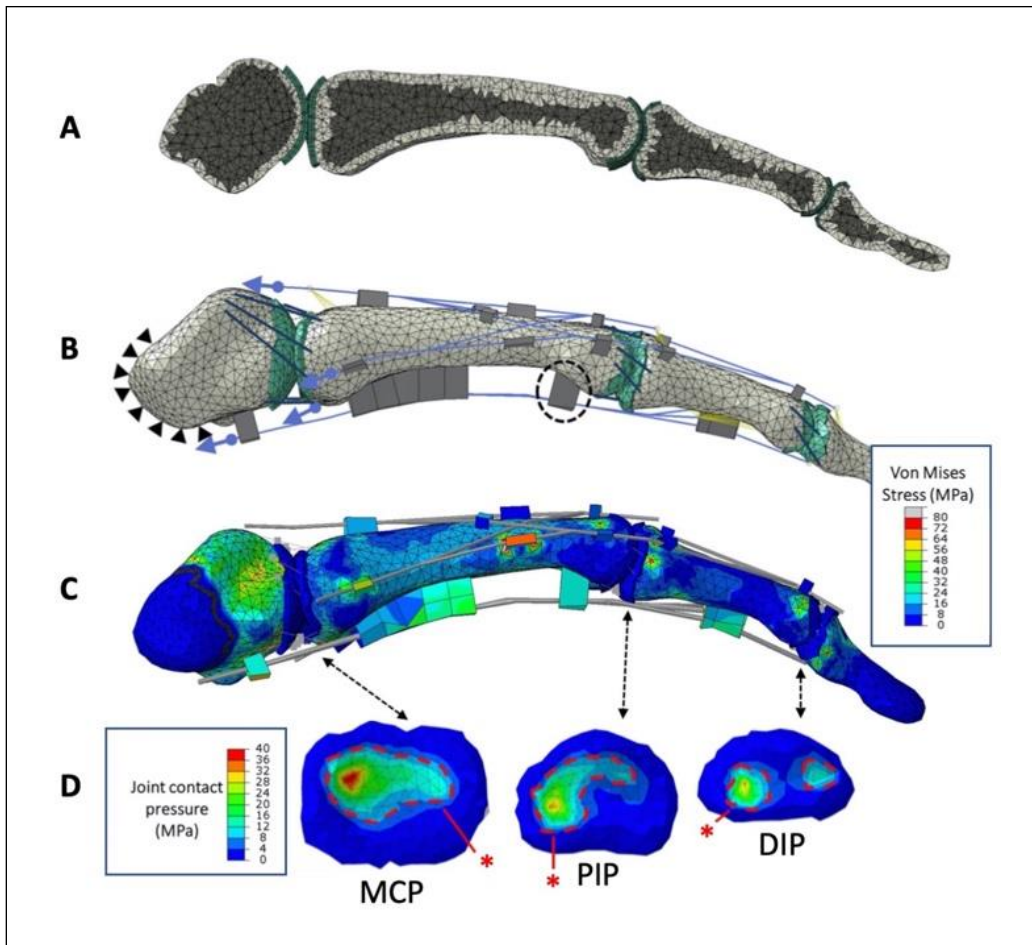 A
B
Von Mises
Stress (MPa)
80
72
64
56
48
40
32
24
16
8
0
C
D
Joint contact
pressure
(MPa)
40
36
32
28
24
20
16
12
8
4
0
*
*
*
MCP
PIP
DIP